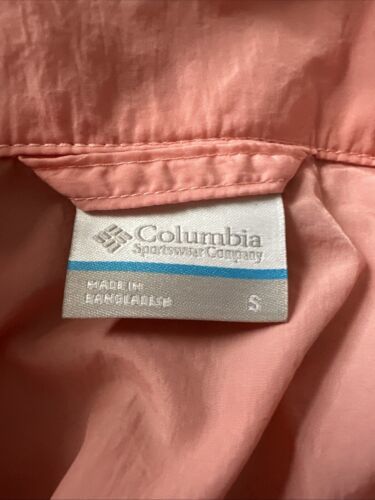 Columbia
Sportswear Company
MADE IN
BANGLADESH
S